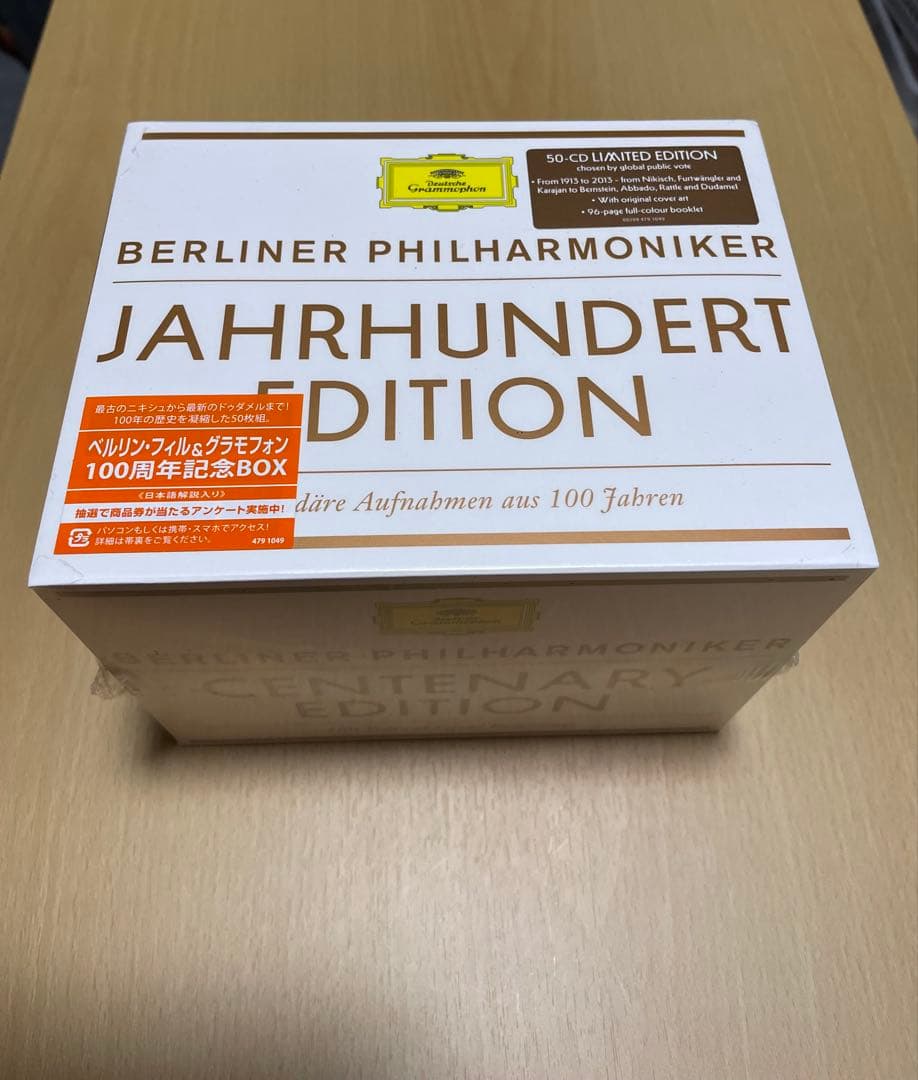 Deutsche
Grammophon
50-CD LIMITED EDITION
chosen by global public vote
• From 1913 to 2013 – from Nikisch, Furtwängler and
Karajan to Bernstein, Abbado, Rattle and Dudamel
• With original cover art
• 96-page full-colour booklet
00289 479 1049
BERLINER PHILHARMONIKER
JAHRHUNDERT
EDITION
däre Aufnahmen aus 100 Jahren
最古のニキシュから最新のドゥダメルまで!
100年の歴史を凝縮した50枚組。
ベルリン・フィル&グラモフォン
100周年記念BOX
《日本語解説入り》
抽選で商品券が当たるアンケート実施中!
パソコンもしくは携帯・スマホでアクセス!
詳細は帯裏をご覧ください。
479 1049
Deutsche
Grammophon
BERLINER PHILHARMONIKER
CENTENARY
EDITION